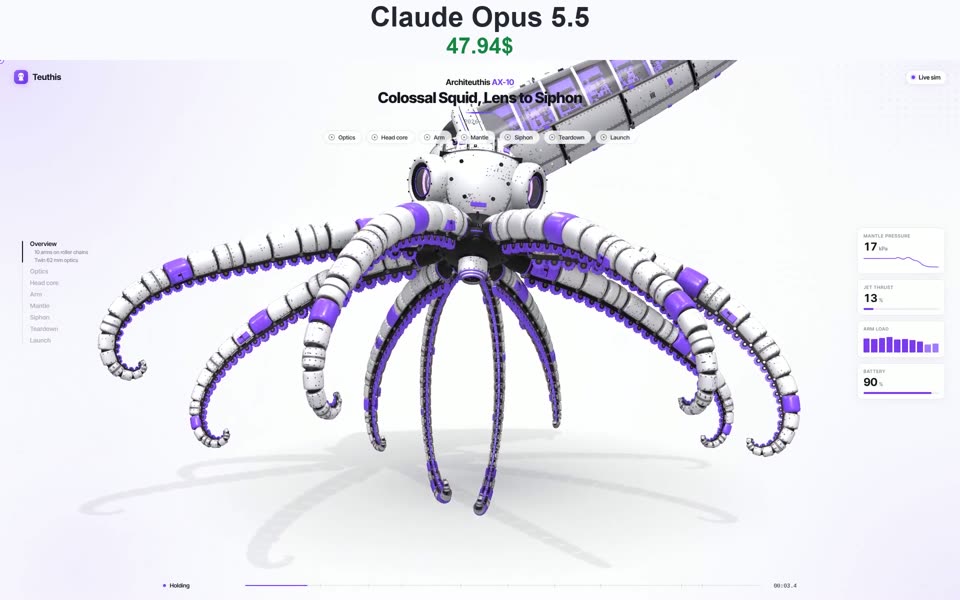 Claude Opus 5.5
47.94$
Teuthis
Architeuthis AX-10
Live sim
Colossal Squid, Lens to Siphon
Optics
Head core
Arm
Mantle
Siphon
Teardown
Launch
Overview
10 arms on roller chains
Twin 62 mm optics
Optics
Head core
Arm
Mantle
Siphon
Teardown
Launch
MANTLE PRESSURE
17 kPa
JET THRUST
13 %
ARM LOAD
BATTERY
90 %
Holding
00:03.4